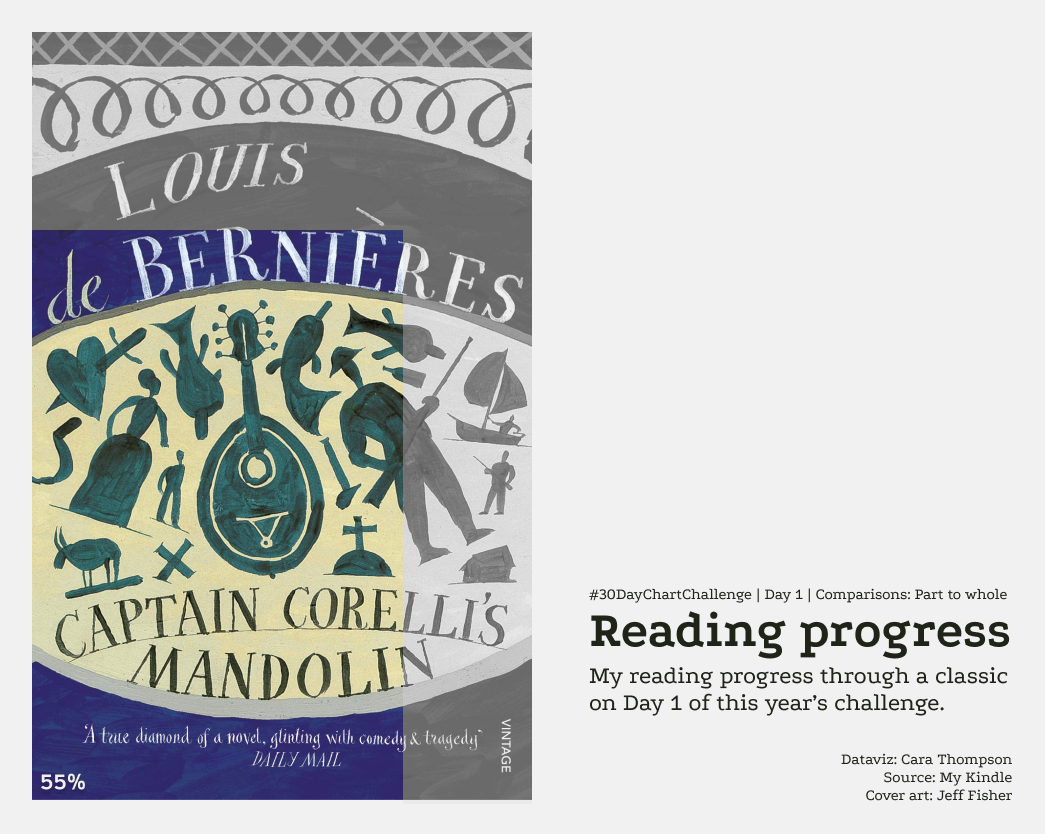 LOUIS
de BERNIÈRES
CAPTAIN CORELLI'S
MANDOLIN
'A true diamond of a novel, glinting with comedy & tragedy'
DAILY MAIL
VINTAGE
55%
#30DayChartChallenge | Day 1 | Comparisons: Part to whole
Reading progress
My reading progress through a classic
on Day 1 of this year’s challenge.
Dataviz: Cara Thompson
Source: My Kindle
Cover art: Jeff Fisher